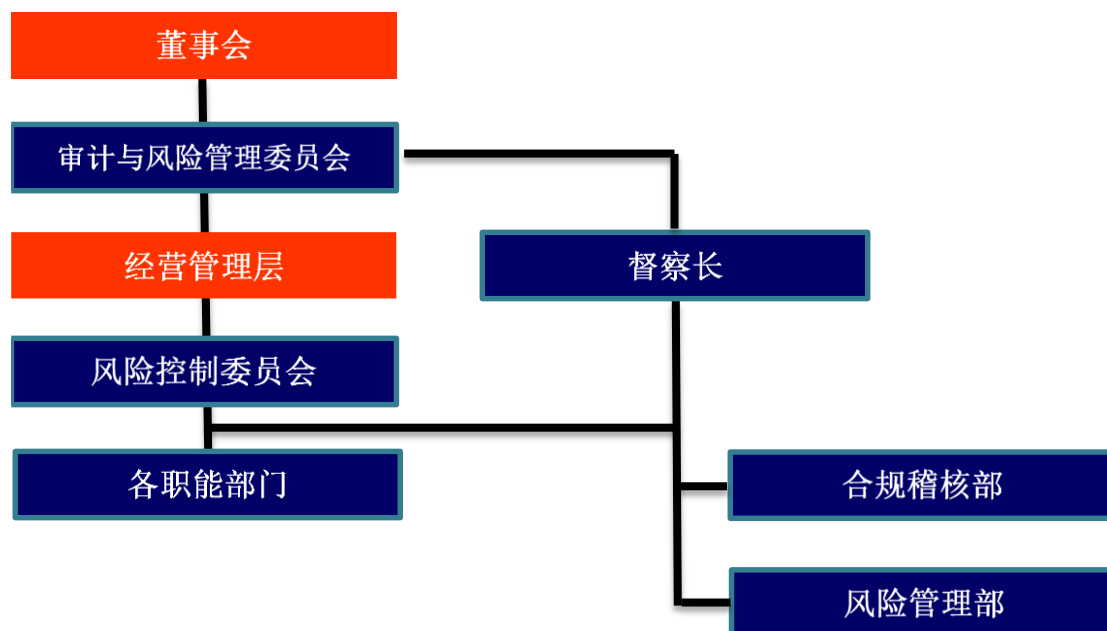 董事会
审计与风险管理委员会
经营管理层
督察长
风险控制委员会
各职能部门
合规稽核部
风险管理部